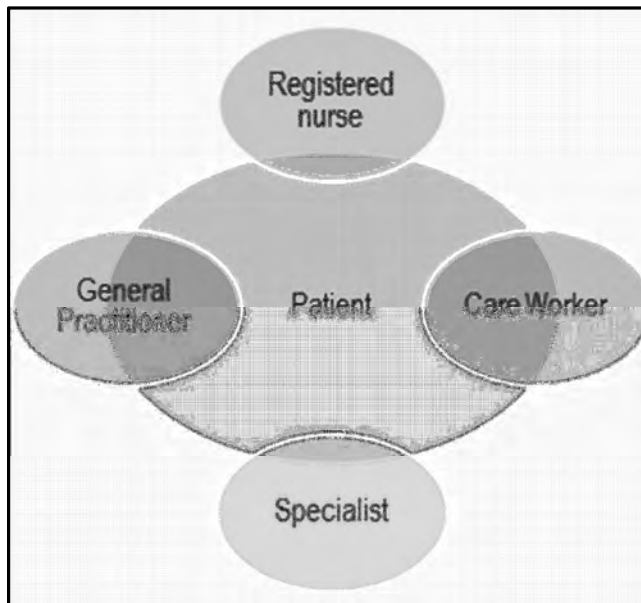 Registered
nurse
General
Practitioner
Patient
Care Worker
Specialist